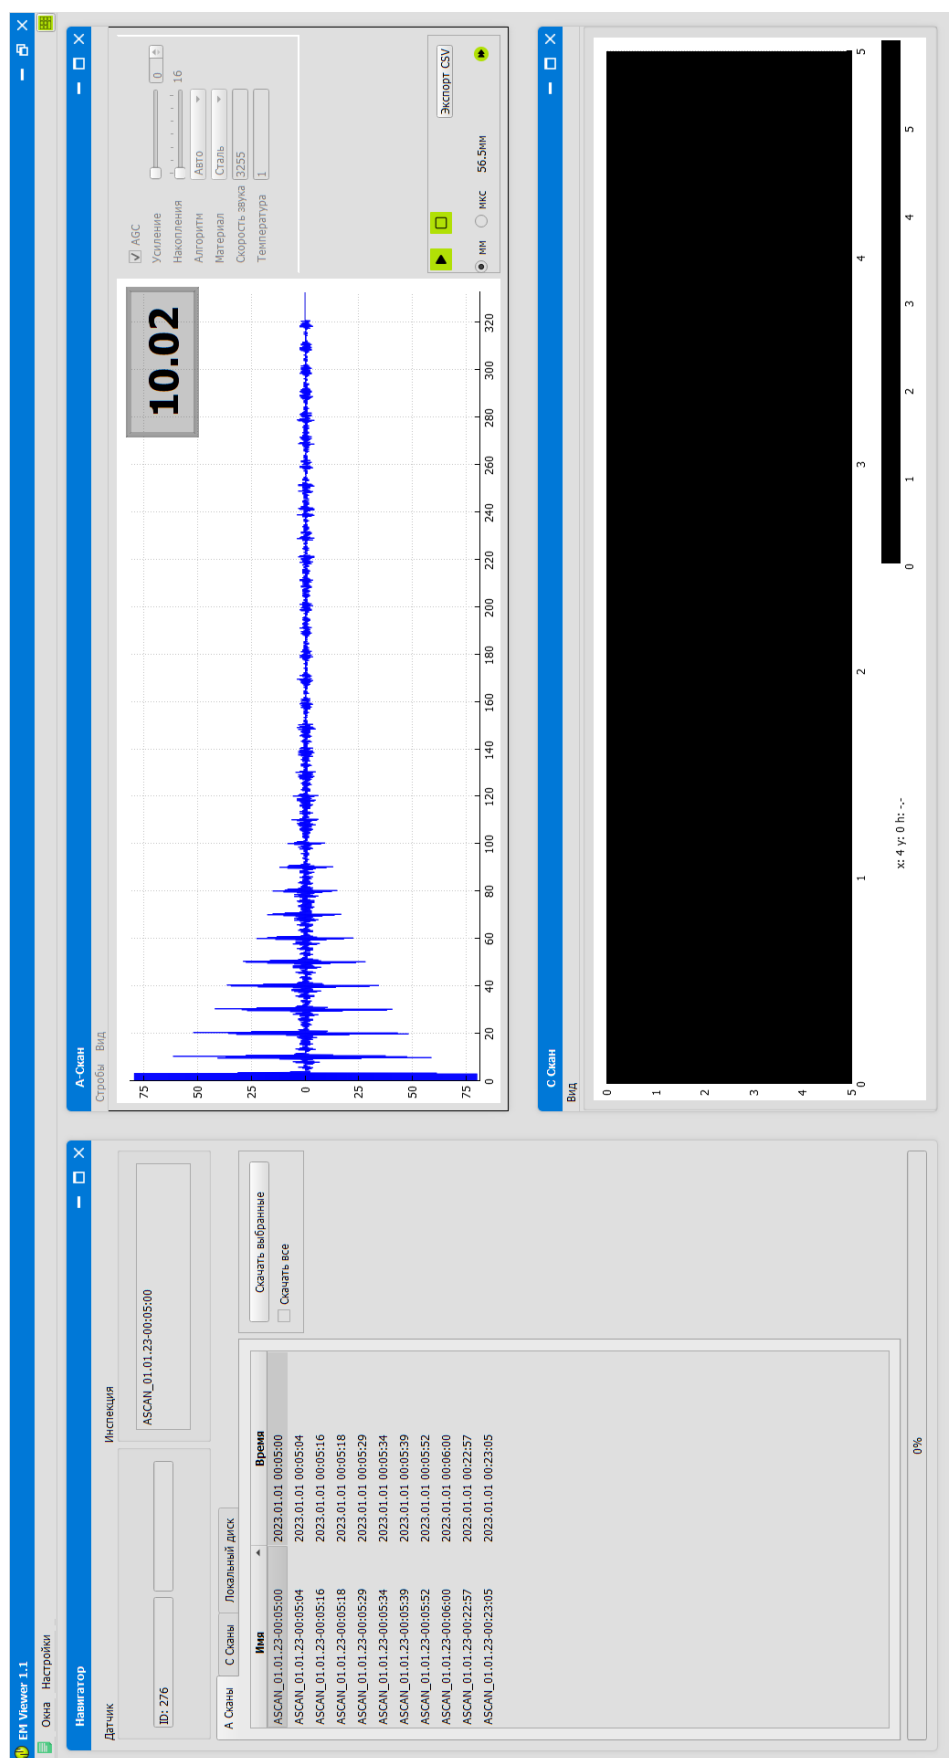 EM Viewer 1.1
Окна Настройки
Навигатор
Датчик
Инспекция
ID: 276
ASCAN_01.01.23-00:05:00
А Сканы
С Сканы
Локальный диск
Имя
Время
ASCAN_01.01.23-00:05:00 2023.01.01 00:05:00
ASCAN_01.01.23-00:05:04 2023.01.01 00:05:04
ASCAN_01.01.23-00:05:16 2023.01.01 00:05:16
ASCAN_01.01.23-00:05:18 2023.01.01 00:05:18
ASCAN_01.01.23-00:05:29 2023.01.01 00:05:29
ASCAN_01.01.23-00:05:34 2023.01.01 00:05:34
ASCAN_01.01.23-00:05:39 2023.01.01 00:05:39
ASCAN_01.01.23-00:05:52 2023.01.01 00:05:52
ASCAN_01.01.23-00:06:00 2023.01.01 00:06:00
ASCAN_01.01.23-00:22:57 2023.01.01 00:22:57
ASCAN_01.01.23-00:23:05 2023.01.01 00:23:05
Скачать выбранные
Скачать все
0%
А-Скан
Стробы Вид
75
50
25
0
25
50
75
0 20 40 60 80 100 120 140 160 180 200 220 240 260 280 300 320
10.02
AGC
Усиление 0
Накопления 16
Алгоритм Авто
Материал Сталь
Скорость звука 3255
Температура 1
мм мкс 56.5мм
Экспорт CSV
С Скан
Вид
0
1
2
3
4
5
0 1 2 3 4 5
x: 4 y: 0 h: -.-
0 1 2 3 4 5